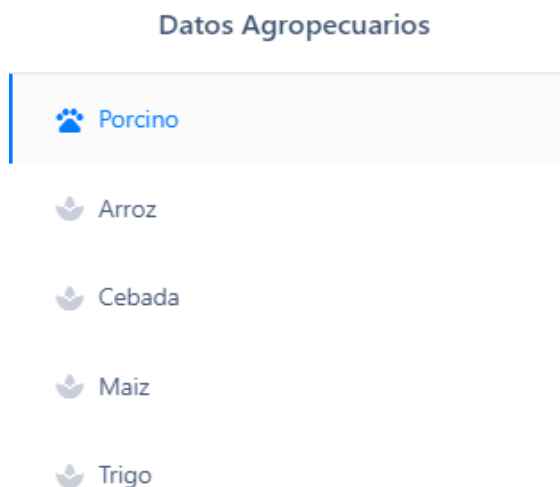 Datos Agropecuarios
Porcino
Arroz
Cebada
Maiz
Trigo